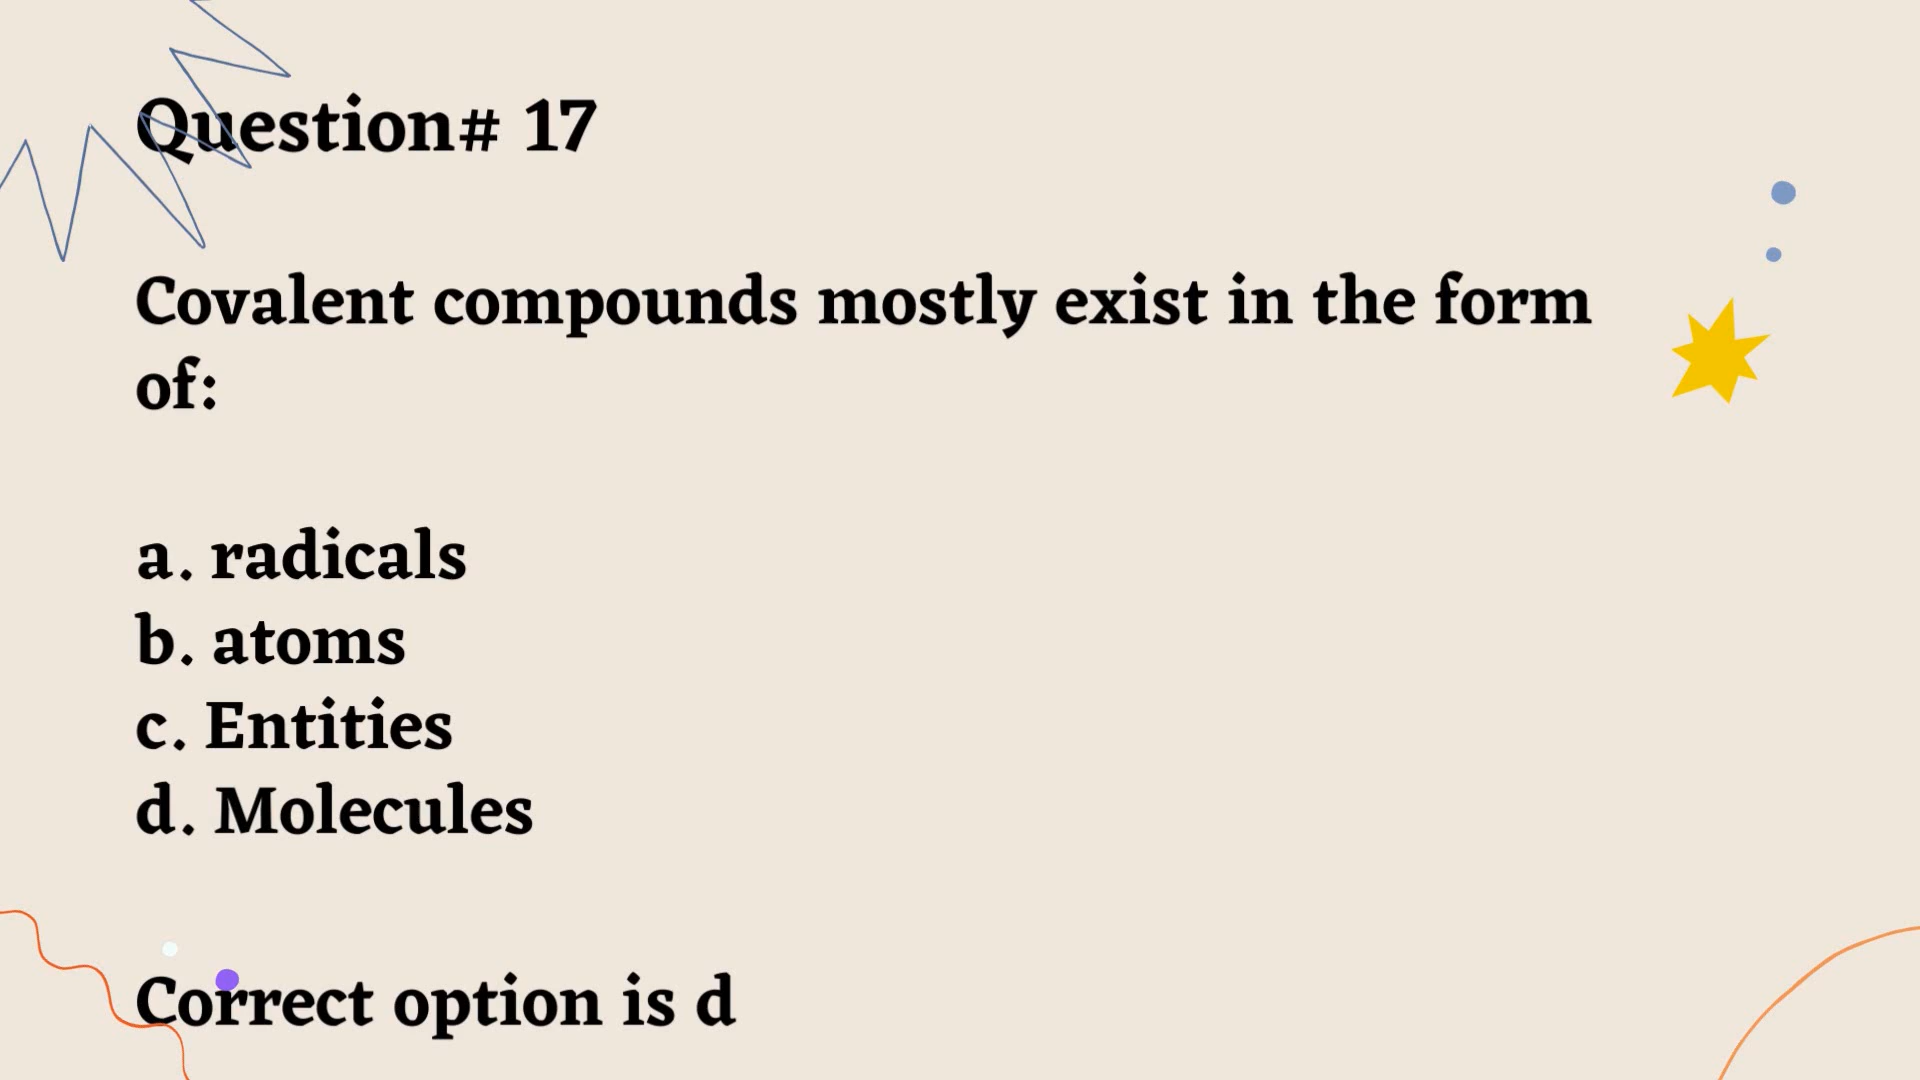 Question# 17
Covalent compounds mostly exist in the form
of:
a. radicals
b. atoms
c. Entities
d. Molecules
Correct option is d